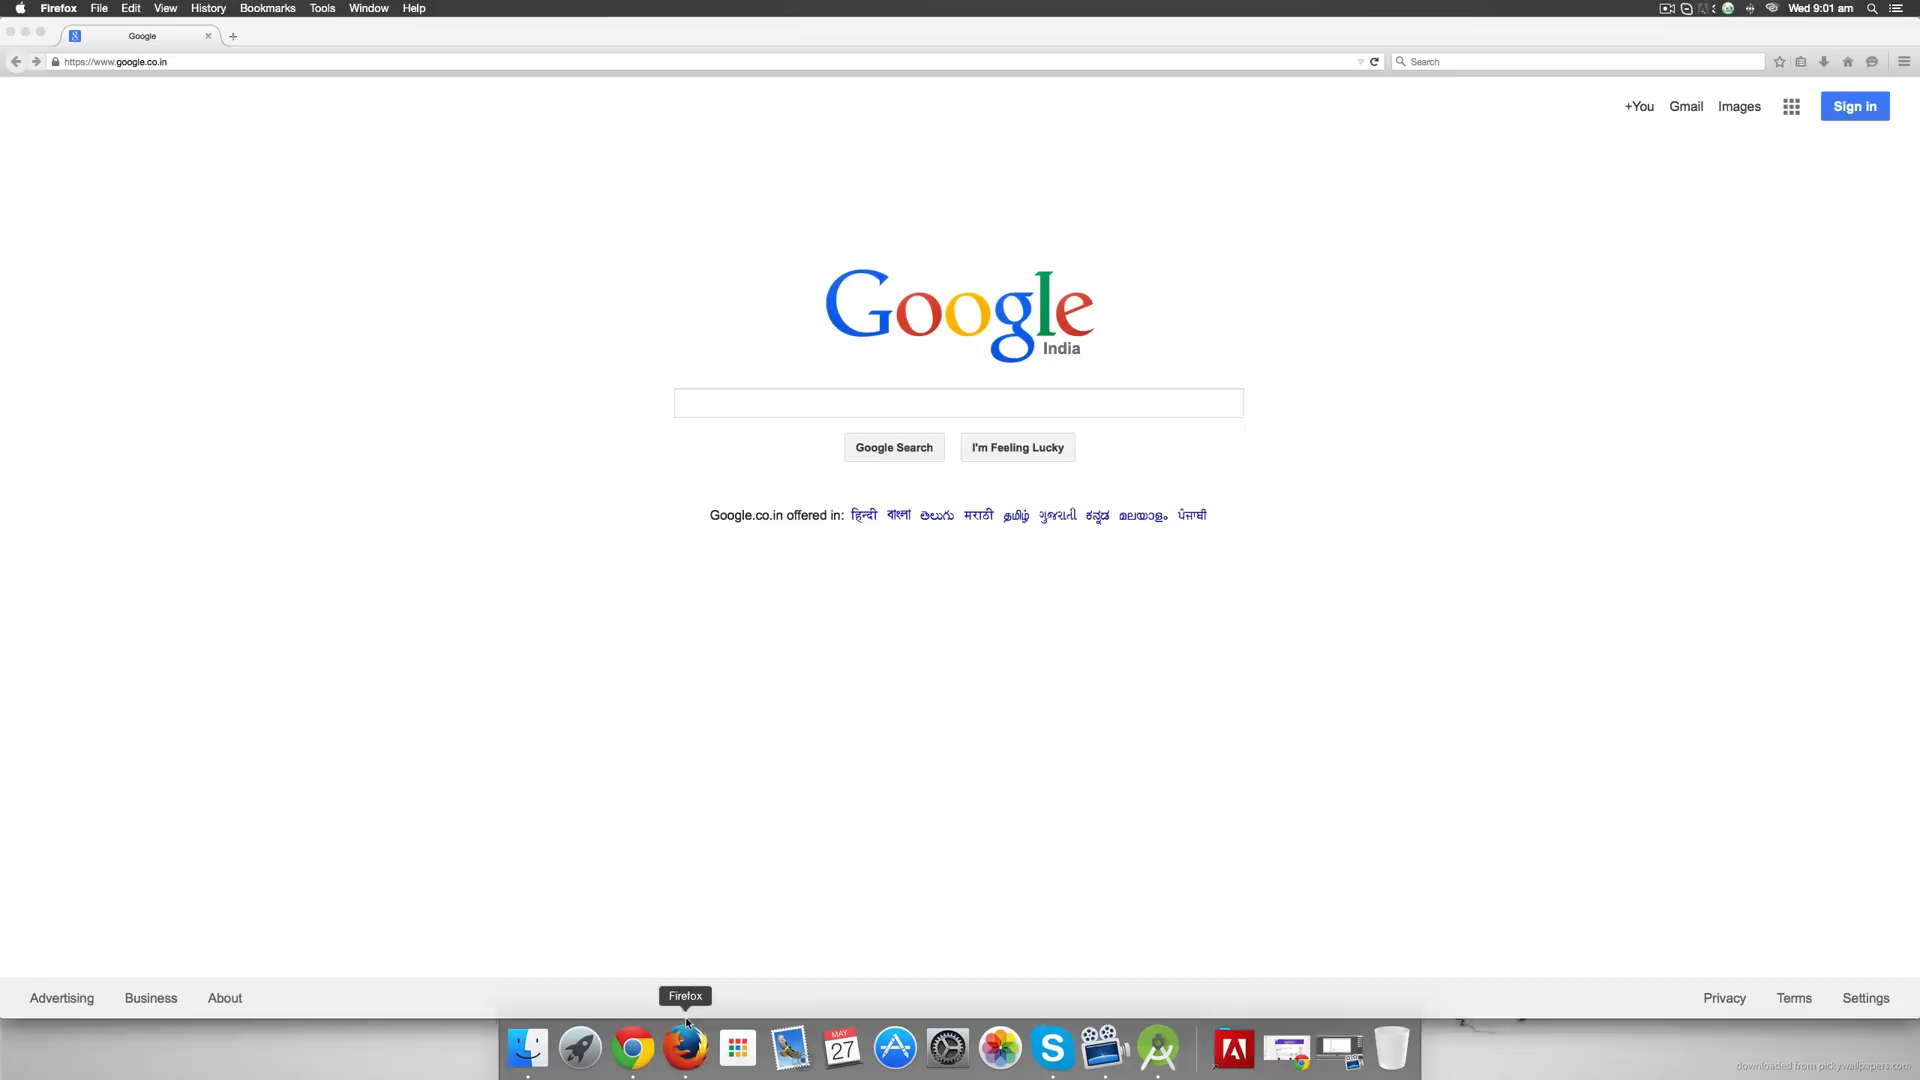 Firefox File Edit View History Bookmarks Tools Window Help Wed 9:01 am
Google
https://www.google.co.in Search
+You Gmail Images Sign in
Google
India
Google Search I'm Feeling Lucky
Google.co.in offered in: हिन्दी বাংলা తెలుగు मराठी தமிழ் ગુજરાતી ಕನ್ನಡ മലയാളം ਪੰਜਾਬੀ
Advertising Business About Privacy Terms Settings
Firefox
MAY
27
downloaded from pickywallpapers.com